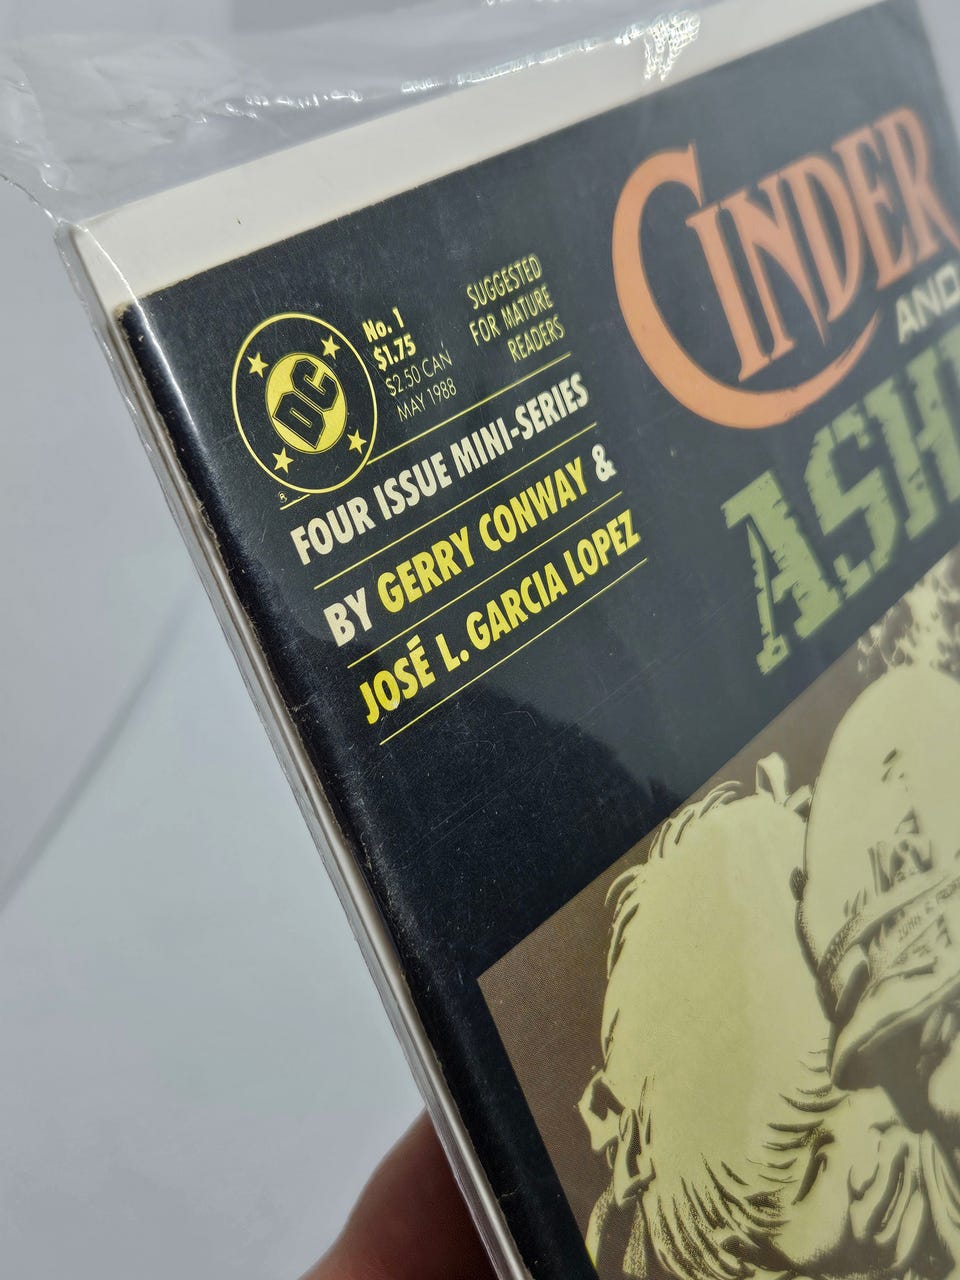 DC
®
No. 1
$1.75
$2.50 CAN
MAY 1988
SUGGESTED
FOR MATURE
READERS
FOUR ISSUE MINI-SERIES
BY GERRY CONWAY &
JOSÉ L. GARCIA LOPEZ
CINDER
AND
ASH